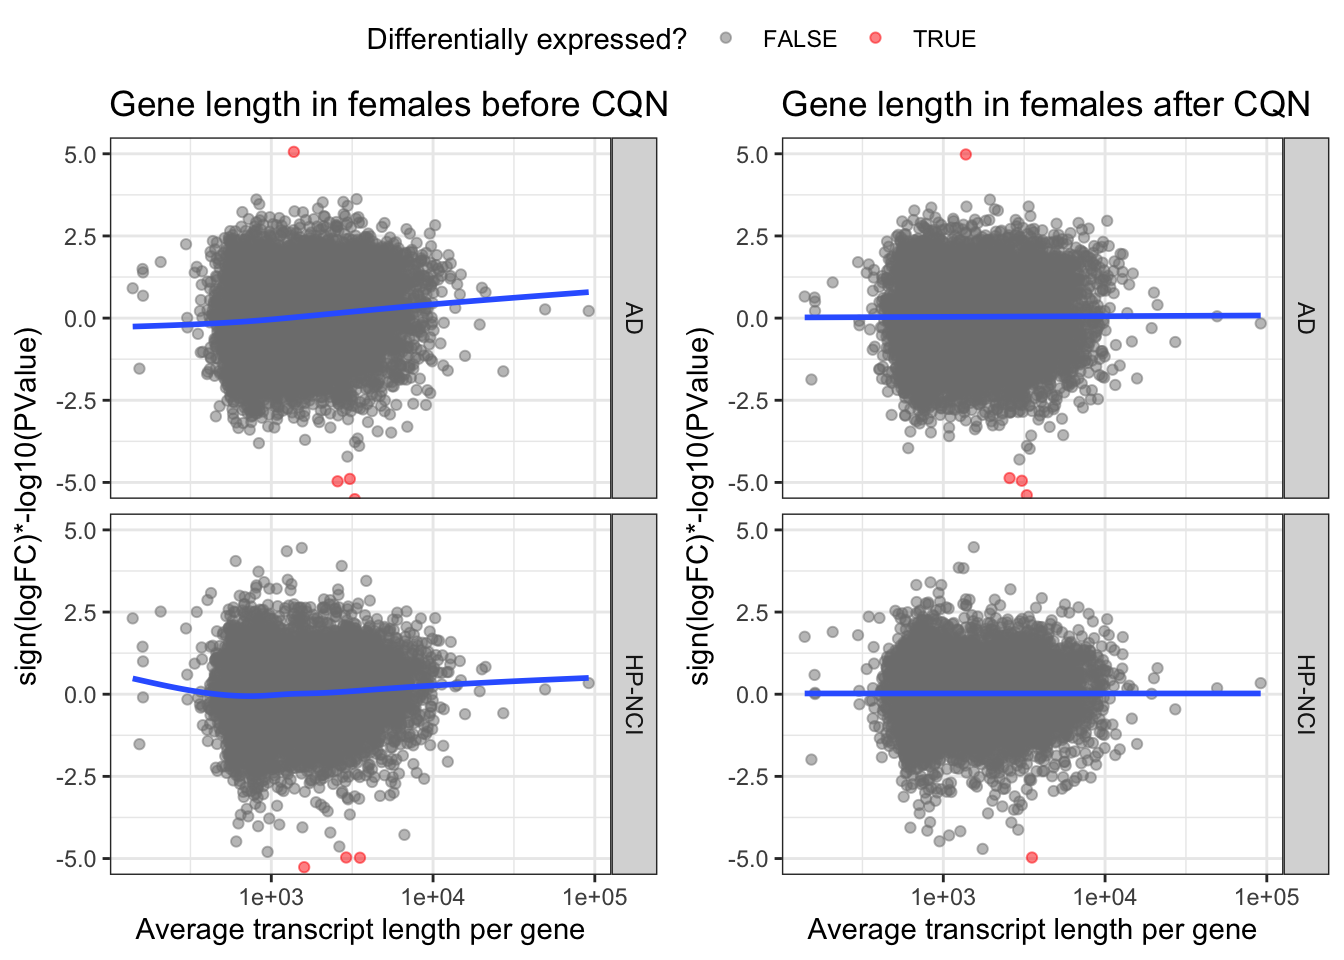 Differentially expressed? FALSE TRUE
Gene length in females before CQN
Gene length in females after CQN
sign(logFC)*-log10(PValue)
5.0
2.5
0.0
-2.5
-5.0
AD
5.0
2.5
0.0
-2.5
-5.0
HP-NCI
1e+03 1e+04 1e+05
Average transcript length per gene
sign(logFC)*-log10(PValue)
5.0
2.5
0.0
-2.5
-5.0
AD
5.0
2.5
0.0
-2.5
-5.0
HP-NCI
1e+03 1e+04 1e+05
Average transcript length per gene